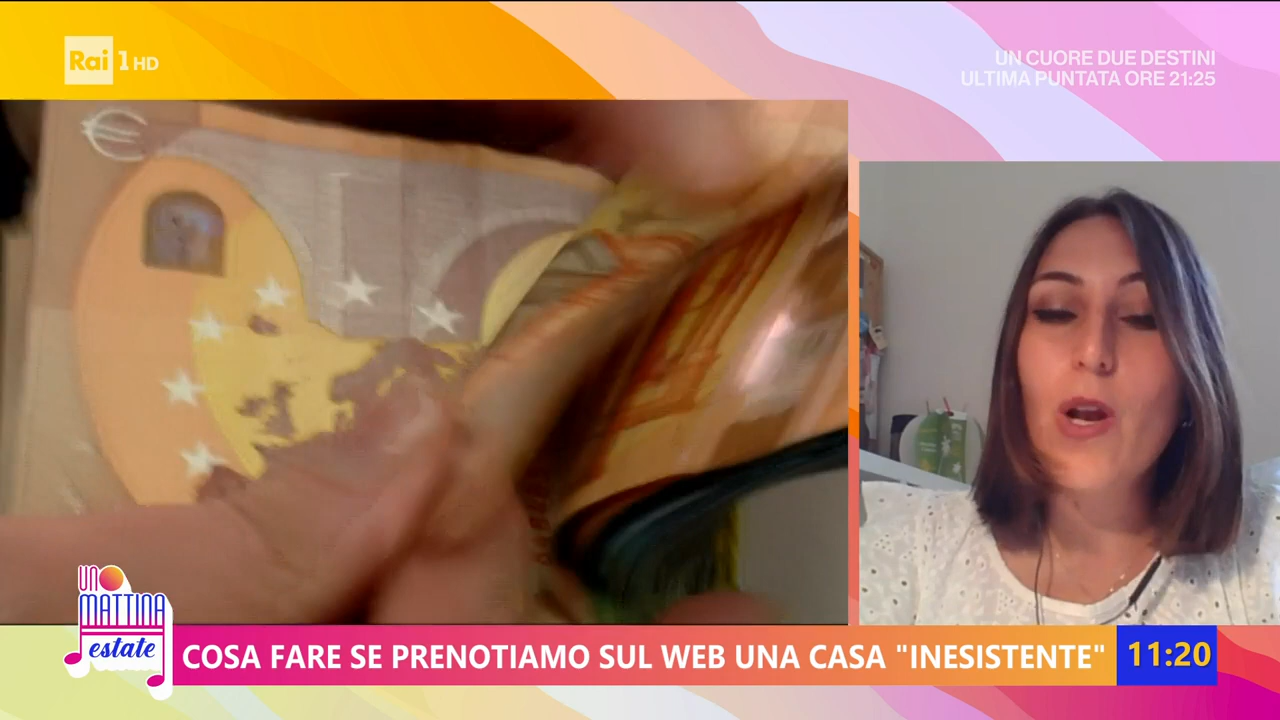 Rai 1 HD
UN CUORE DUE DESTINI
ULTIMA PUNTATA ORE 21:25
UNO
MATTINA
estate
COSA FARE SE PRENOTIAMO SUL WEB UNA CASA "INESISTENTE"
11:20